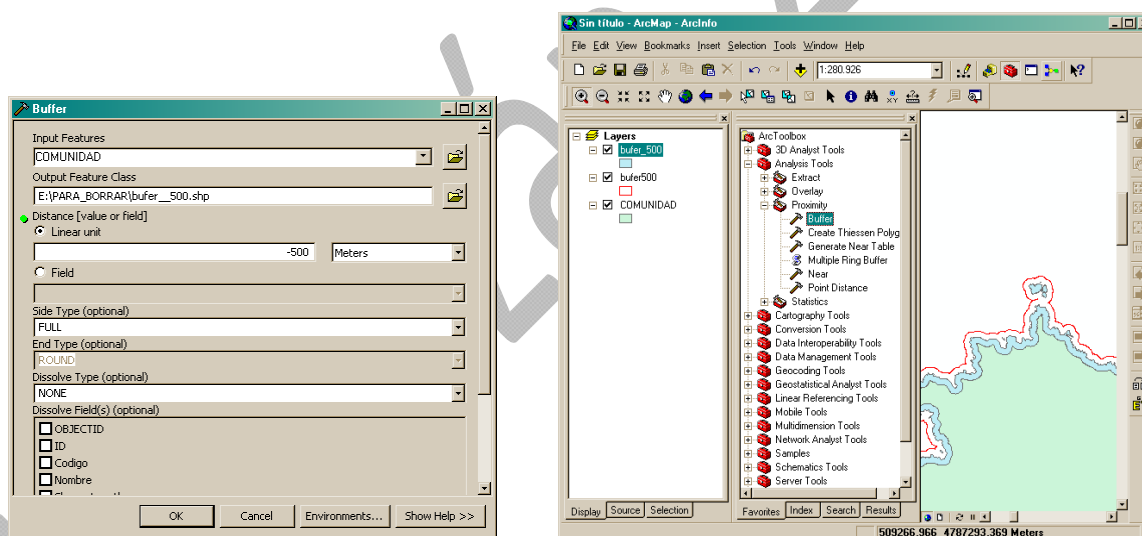 Buffer
Input Features
COMUNIDAD
Output Feature Class
E:\PARA_BORRAR\bufer__500.shp
Distance [value or field]
Linear unit
-500 Meters
Field
Side Type (optional)
FULL
End Type (optional)
ROUND
Dissolve Type (optional)
NONE
Dissolve Field(s) (optional)
OBJECTID
ID
Codigo
Nombre
OK Cancel Environments... Show Help >>
Sin título - ArcMap - ArcInfo
File Edit View Bookmarks Insert Selection Tools Window Help
1:280.926
Layers
bufer_500
bufer500
COMUNIDAD
Display Source Selection
ArcToolbox
3D Analyst Tools
Analysis Tools
Extract
Overlay
Proximity
Buffer
Create Thiessen Polyg
Generate Near Table
Multiple Ring Buffer
Near
Point Distance
Statistics
Cartography Tools
Conversion Tools
Data Interoperability Tools
Data Management Tools
Geocoding Tools
Geostatistical Analyst Tools
Linear Referencing Tools
Mobile Tools
Multidimension Tools
Network Analyst Tools
Samples
Schematics Tools
Server Tools
Favorites Index Search Results
509266,966 4787293,369 Meters